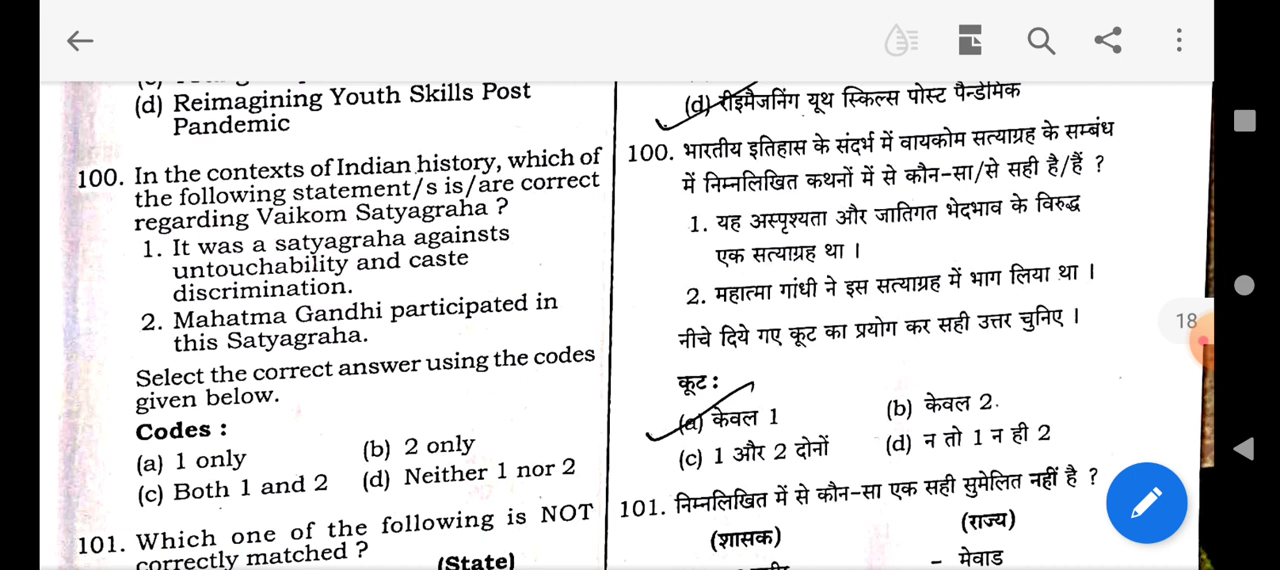 (d) Reimagining Youth Skills Post
Pandemic
100. In the contexts of Indian history, which of
the following statement/s is/are correct
regarding Vaikom Satyagraha ?
1. It was a satyagraha againsts
untouchability and caste
discrimination.
2. Mahatma Gandhi participated in
this Satyagraha.
Select the correct answer using the codes
given below.
Codes :
(a) 1 only
(b) 2 only
(c) Both 1 and 2
(d) Neither 1 nor 2
101. Which one of the following is NOT
correctly matched ?
(State)
(d) रीइमैजनिंग यूथ स्किल्स पोस्ट पैन्डेमिक
100. भारतीय इतिहास के संदर्भ में वायकोम सत्याग्रह के सम्बंध
में निम्नलिखित कथनों में से कौन-सा/से सही है/हैं ?
1. यह अस्पृश्यता और जातिगत भेदभाव के विरुद्ध
एक सत्याग्रह था ।
2. महात्मा गांधी ने इस सत्याग्रह में भाग लिया था ।
नीचे दिये गए कूट का प्रयोग कर सही उत्तर चुनिए ।
कूट :
(a) केवल 1
(b) केवल 2.
(c) 1 और 2 दोनों
(d) न तो 1 न ही 2
101. निम्नलिखित में से कौन-सा एक सही सुमेलित नहीं है ?
(शासक)
(राज्य)
– मेवाड
18